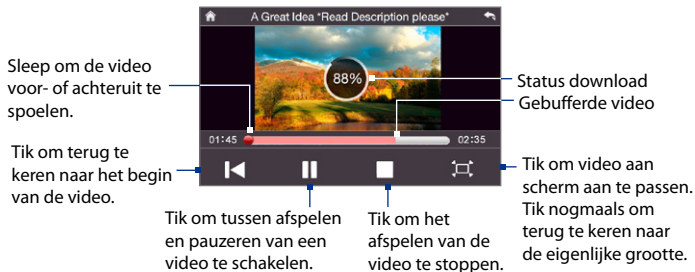 A Great Idea "Read Description please"
88%
01:45
02:35
Sleep om de video
voor- of achteruit te
spoelen.
Tik om terug te
keren naar het begin
van de video.
Tik om tussen afspelen
en pauzeren van een
video te schakelen.
Tik om het
afspelen van de
video te stoppen.
Status download
Gebufferde video
Tik om video aan
scherm aan te passen.
Tik nogmaals om
terug te keren naar
de eigenlijke grootte.